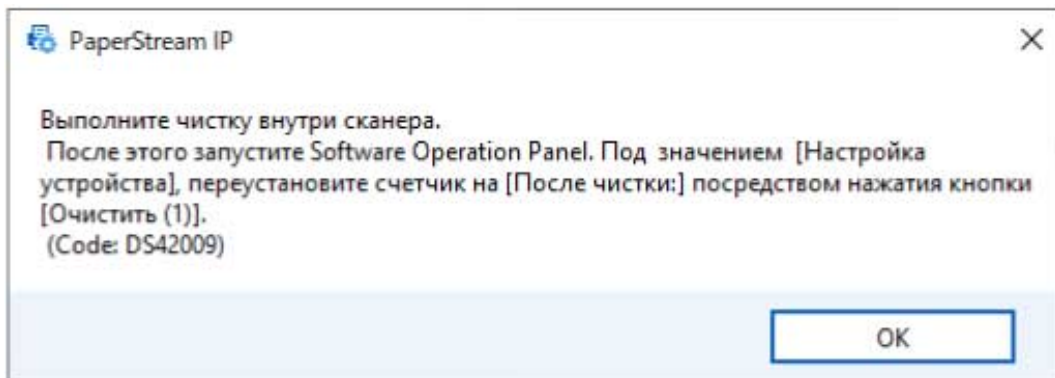 PaperStream IP
Выполните чистку внутри сканера.
После этого запустите Software Operation Panel. Под значением [Настройка
устройства], переустановите счетчик на [После чистки:] посредством нажатия кнопки
[Очистить (1)].
(Code: DS42009)
OK